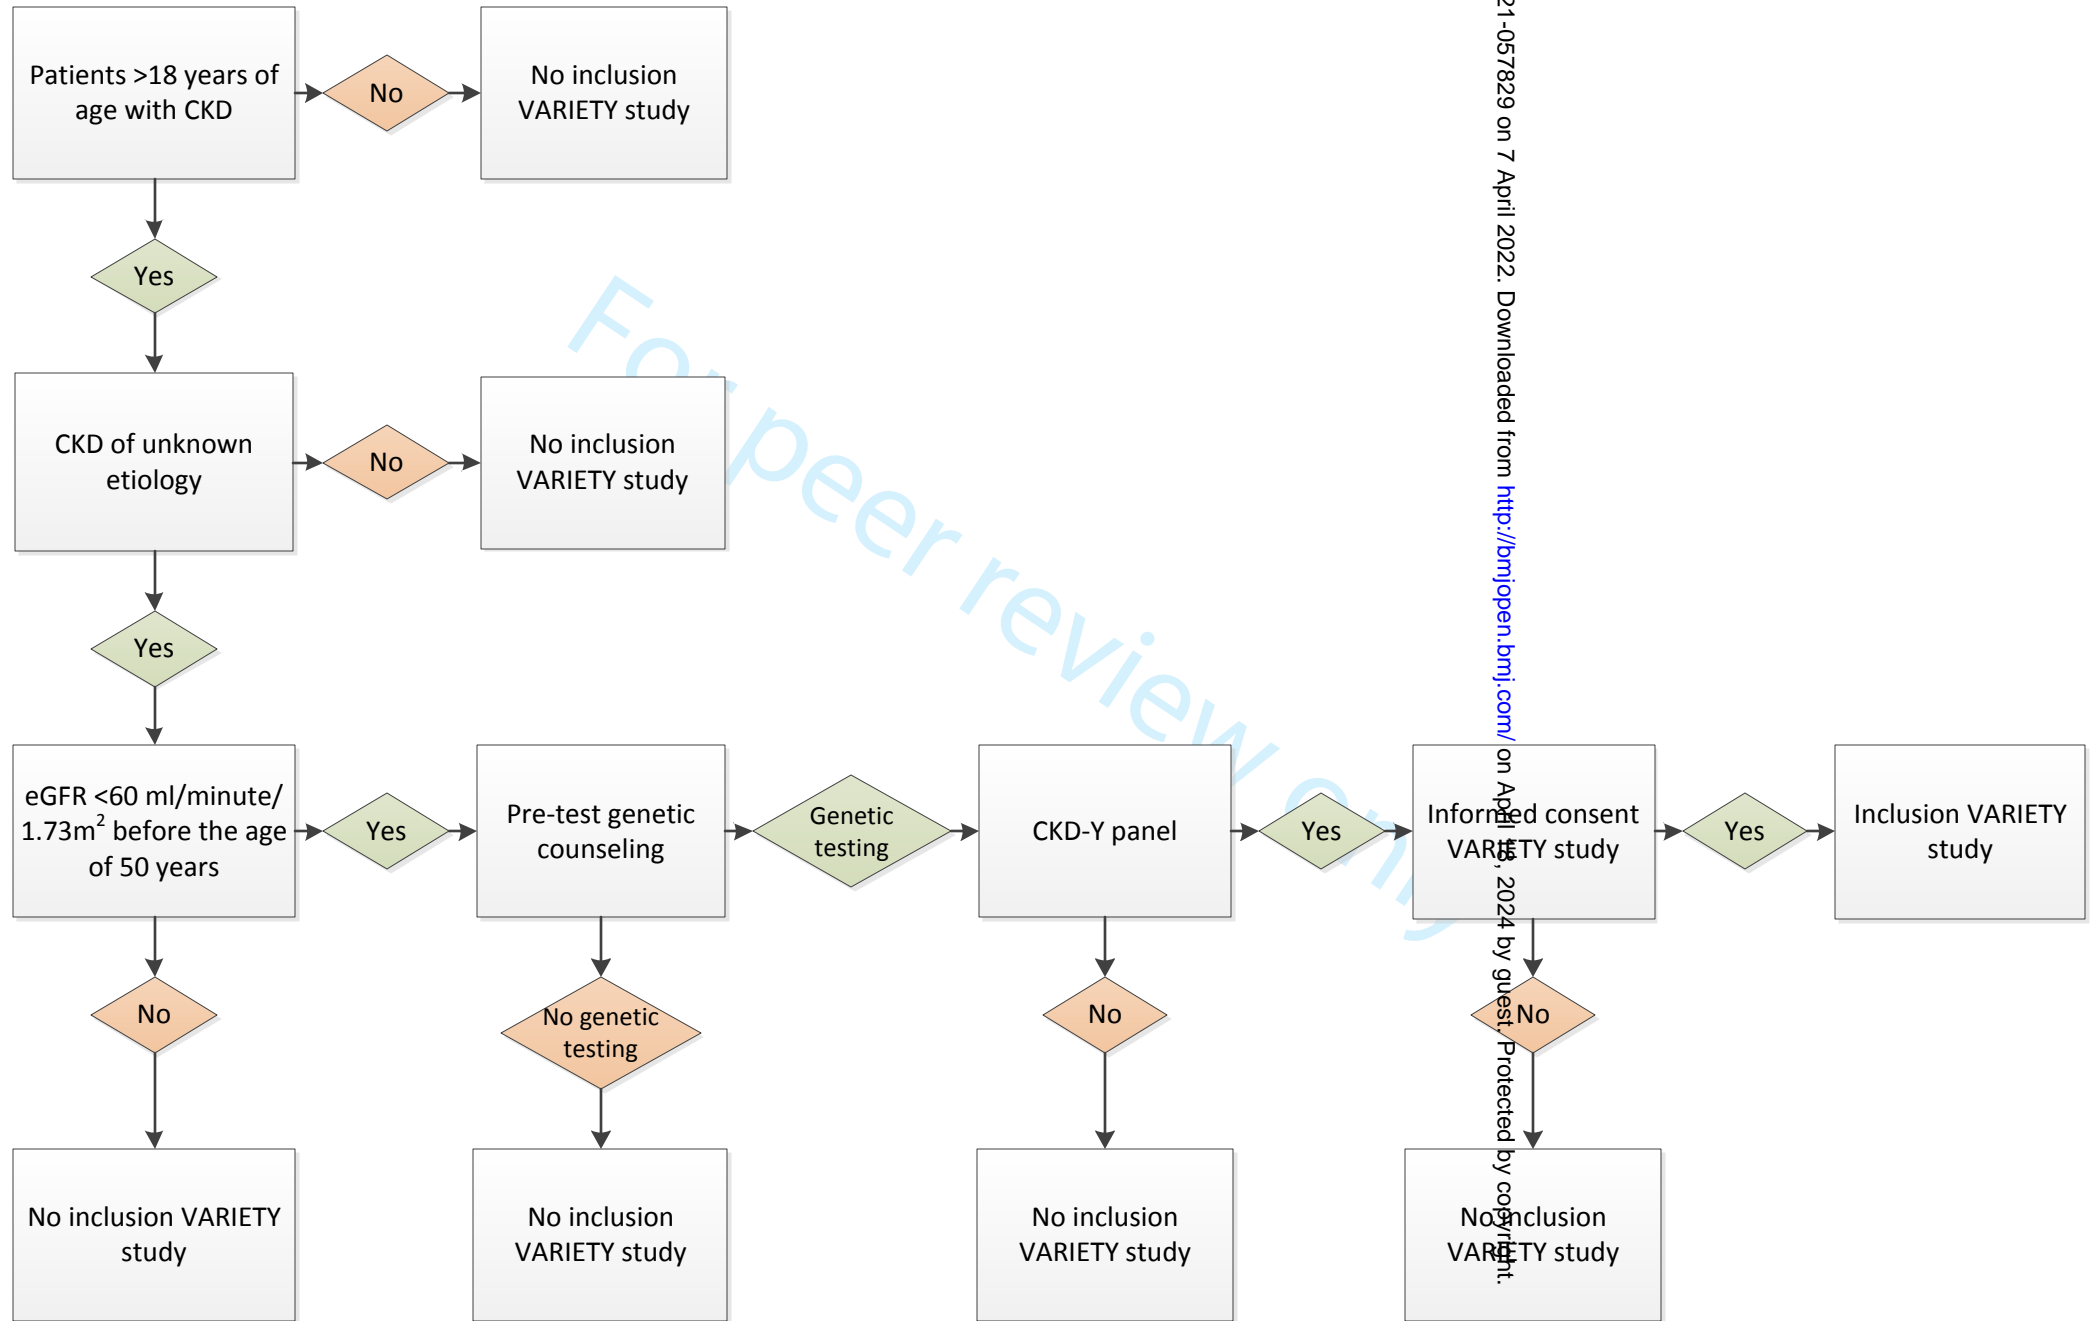 Patients >18 years of
age with CKD
No
No inclusion
VARIETY study
Yes
CKD of unknown
etiology
No
No inclusion
VARIETY study
Yes
eGFR <60 ml/minute/
1.73m² before the age
of 50 years
Yes
Pre-test genetic
counseling
Genetic
testing
CKD-Y panel
Yes
Informed consent
VARIETY study
Yes
Inclusion VARIETY
study
No
No genetic
testing
No
No
No inclusion VARIETY
study
No inclusion
VARIETY study
No inclusion
VARIETY study
No inclusion
VARIETY study
For peer review only
21-057829 on 7 April 2022. Downloaded from http://bmjopen.bmj.com/ on April 18, 2024 by guest. Protected by copyright.